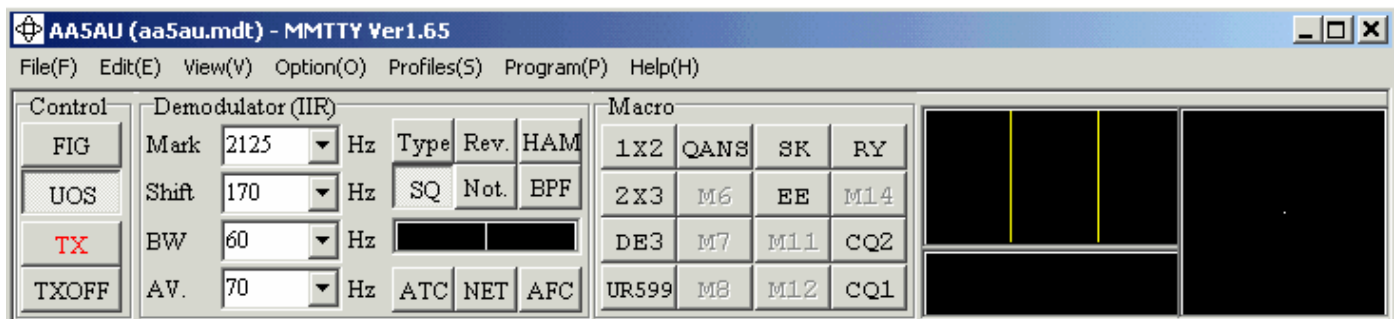 AA5AU (aa5au.mdt) - MMTTY Ver1.65
File(F) Edit(E) View(V) Option(O) Profiles(S) Program(P) Help(H)
Control Demodulator (IIR) Macro
FIG Mark 2125 Hz Type Rev. HAM 1X2 QANS SK RY
UOS Shift 170 Hz SQ Not. BPF 2X3 M6 EE M14
TX BW 60 Hz DE3 M7 M11 CQ2
TXOFF AV. 70 Hz ATC NET AFC UR599 M8 M12 CQ1